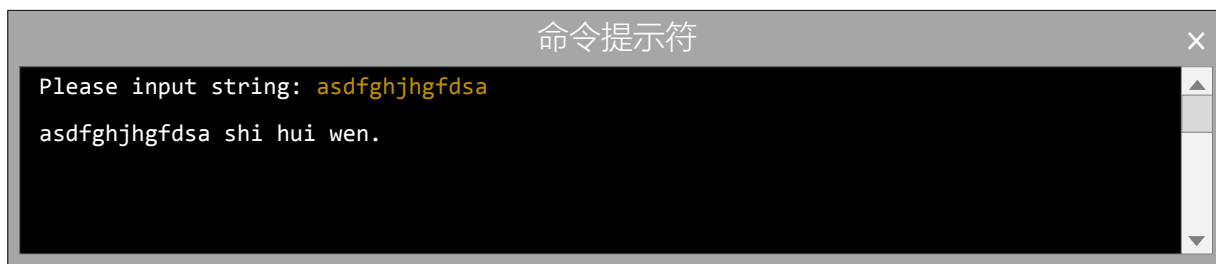 命令提示符
Please input string: asdfghjhgfdsa
asdfghjhgfdsa shi hui wen.